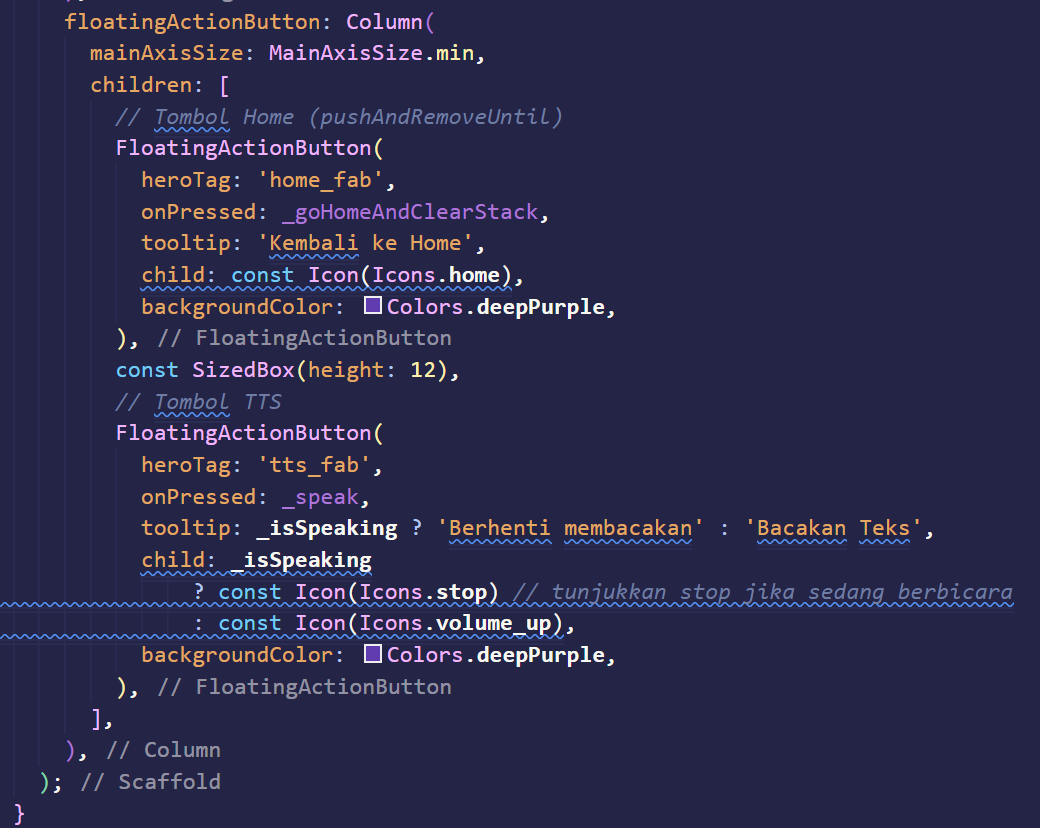 floatingActionButton: Column(
mainAxisSize: MainAxisSize.min,
children: [
// Tombol Home (pushAndRemoveUntil)
FloatingActionButton(
heroTag: 'home_fab',
onPressed: _goHomeAndClearStack,
tooltip: 'Kembali ke Home',
child: const Icon(Icons.home),
backgroundColor: Colors.deepPurple,
), // FloatingActionButton
const SizedBox(height: 12),
// Tombol TTS
FloatingActionButton(
heroTag: 'tts_fab',
onPressed: _speak,
tooltip: _isSpeaking ? 'Berhenti membacakan' : 'Bacakan Teks',
child: _isSpeaking
? const Icon(Icons.stop) // tunjukkan stop jika sedang berbicara
: const Icon(Icons.volume_up),
backgroundColor: Colors.deepPurple,
), // FloatingActionButton
],
), // Column
); // Scaffold
}